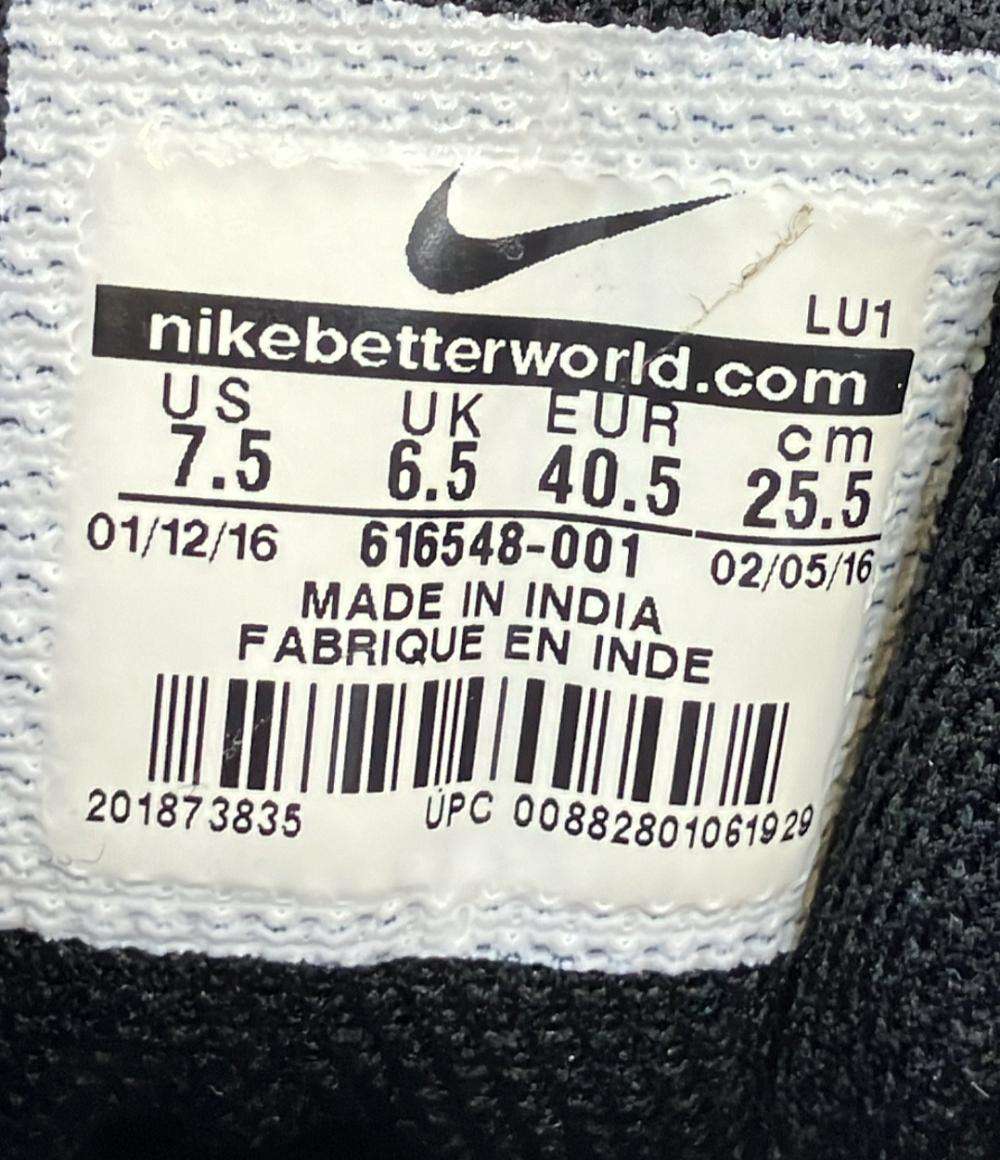 LU1
nikebetterworld.com
US UK EUR cm
7.5 6.5 40.5 25.5
01/12/16 616548-001 02/05/16
MADE IN INDIA
FABRIQUE EN INDE
201873835 UPC 00882801061929